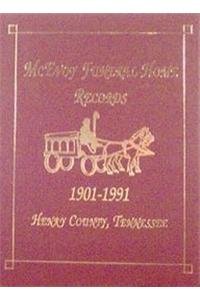 McEvoy Funeral Home
Records
1901-1991
Henry County, Tennessee